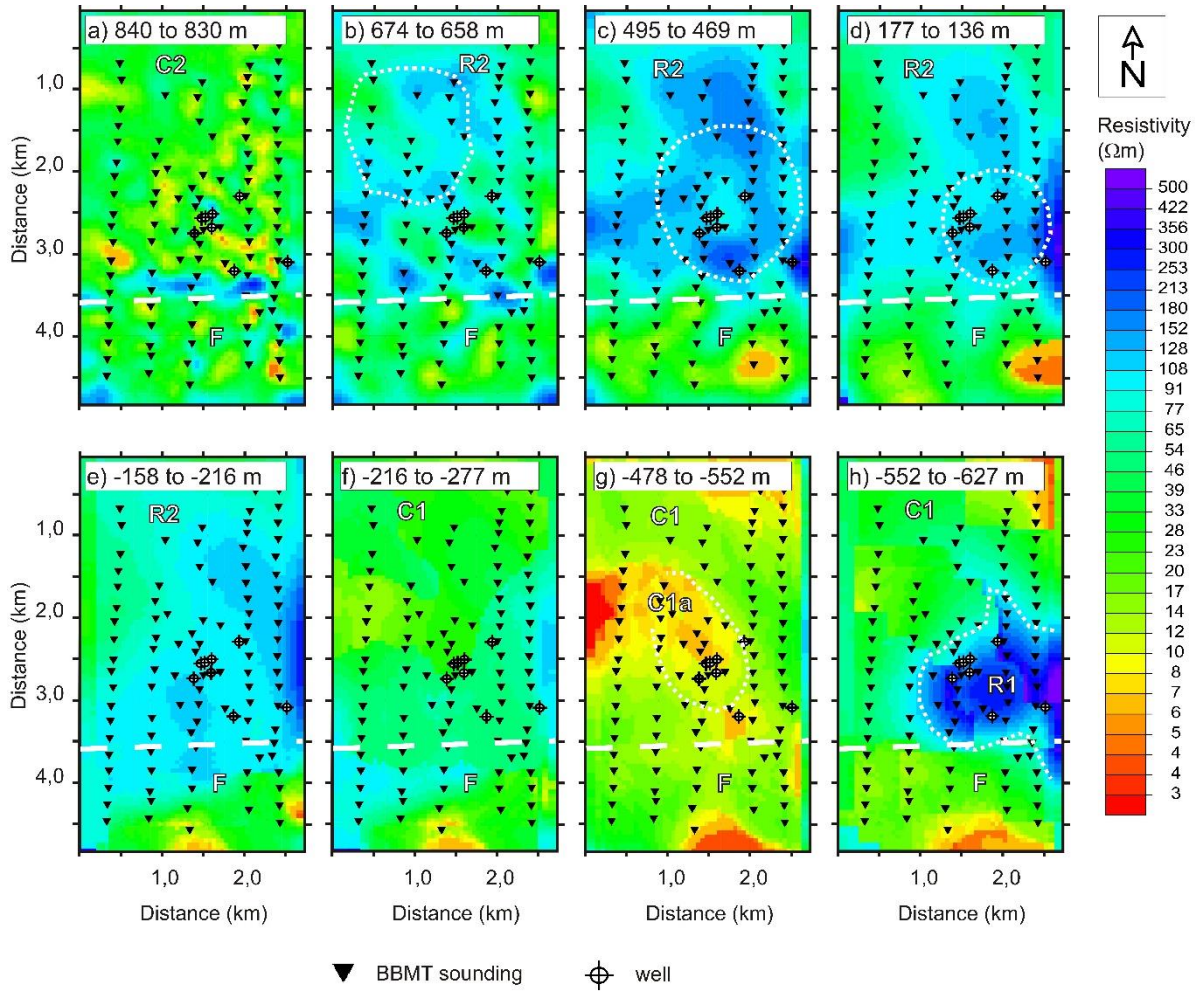 a) 840 to 830 m
b) 674 to 658 m
c) 495 to 469 m
d) 177 to 136 m
C2
R2
R2
R2
F
F
F
F
1,0
2,0
3,0
4,0
Distance (km)
N
Resistivity
(Ωm)
500
422
356
300
253
213
180
152
128
108
91
77
65
54
46
39
33
28
23
20
17
14
12
10
8
7
6
5
4
4
3
e) -158 to -216 m
f) -216 to -277 m
g) -478 to -552 m
h) -552 to -627 m
R2
C1
C1
C1
C1a
R1
F
F
F
F
1,0
2,0
3,0
4,0
Distance (km)
1,0 2,0
1,0 2,0
1,0 2,0
1,0 2,0
Distance (km)
Distance (km)
Distance (km)
Distance (km)
BBMT sounding
well